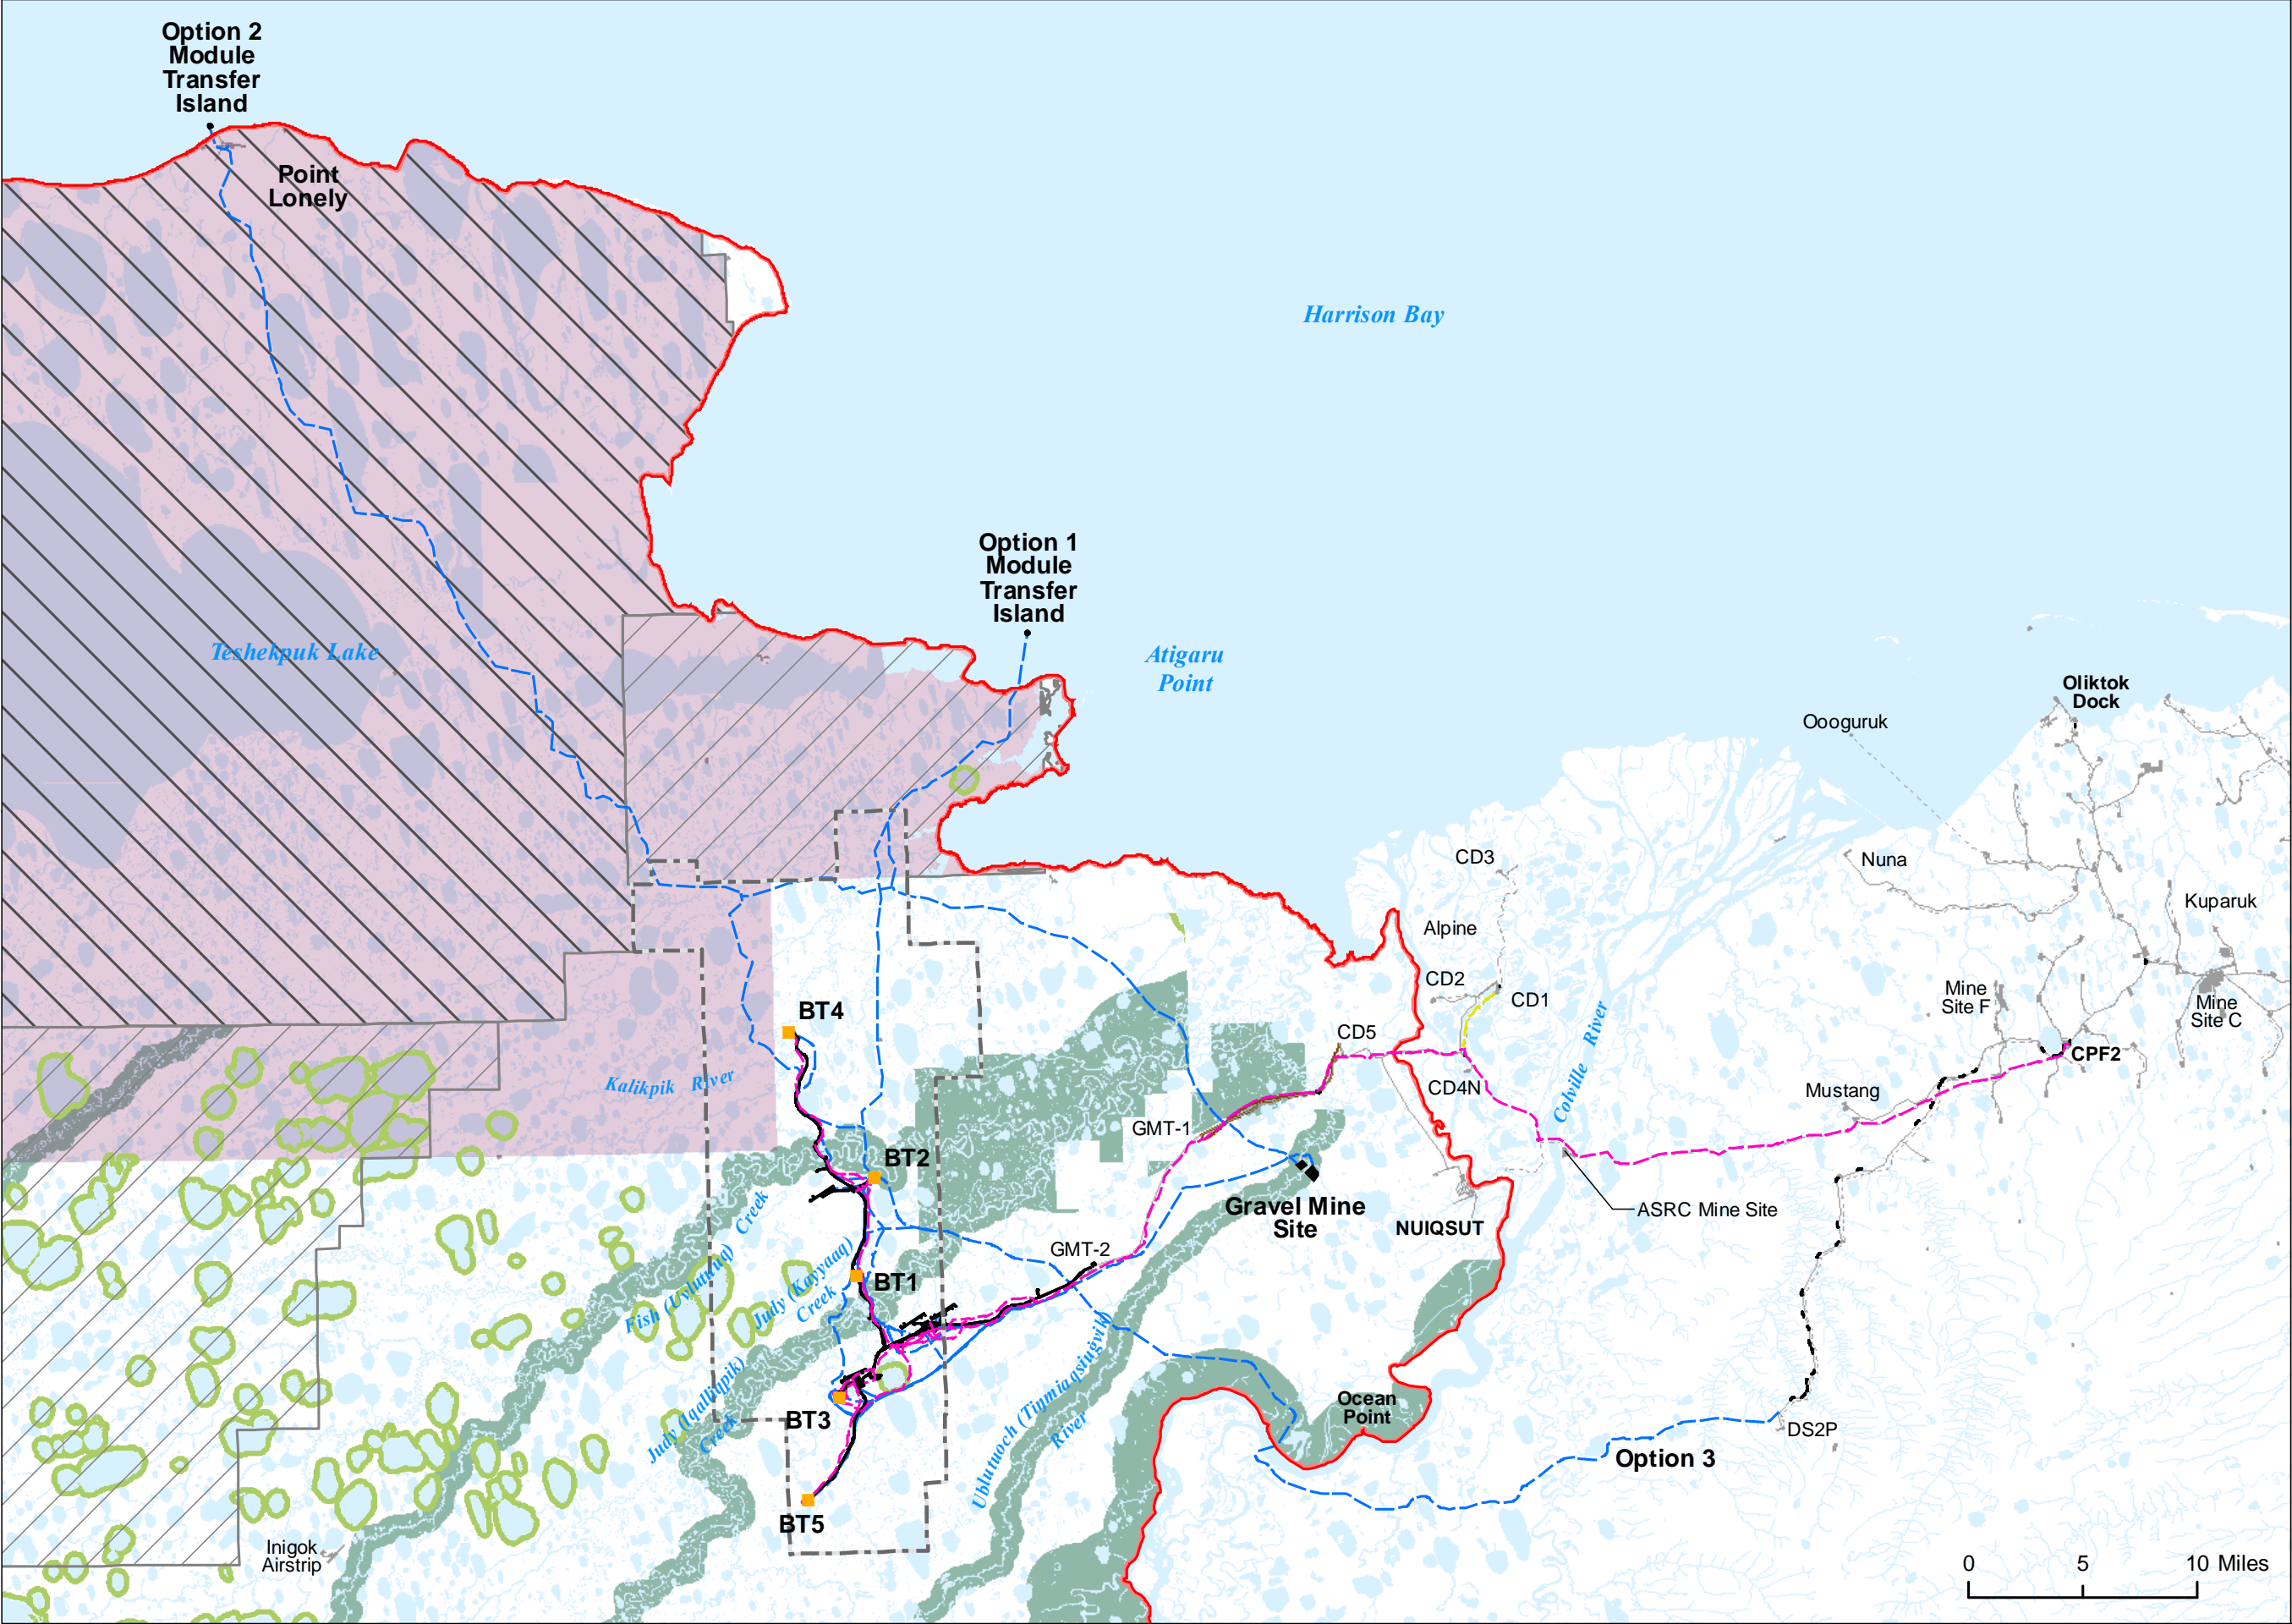 Option 2
Module
Transfer
Island
Point
Lonely
Harrison Bay
Option 1
Module
Transfer
Island
Teshekpuk Lake
Atigaru
Point
Oliktok
Dock
Oooguruk
CD3
Nuna
Kuparuk
Alpine
CD2
CD1
Mine
Site F
Mine
Site C
BT4
CD5
CPF2
Kalikpik River
CD4N
Colville River
Mustang
GMT-1
BT2
Gravel Mine
Site
ASRC Mine Site
NUIQSUT
Fish (Uvlutuuq) Creek
Judy (Kayyaaq)
Creek
GMT-2
BT1
Judy (Iqalliqpik)
Creek
BT3
Ublutuoch (Tinmiaqsiugvik)
River
Ocean
Point
DS2P
Option 3
BT5
Inigok
Airstrip
0 5 10 Miles